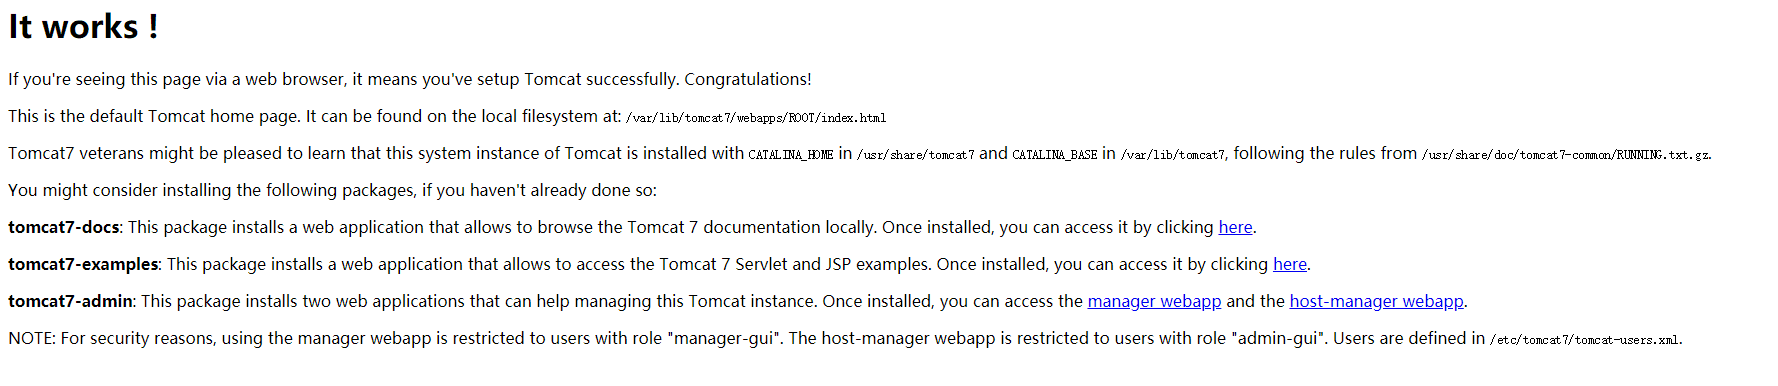 It works !
If you're seeing this page via a web browser, it means you've setup Tomcat successfully. Congratulations!
This is the default Tomcat home page. It can be found on the local filesystem at: /var/lib/tomcat7/webapps/ROOT/index.html
Tomcat7 veterans might be pleased to learn that this system instance of Tomcat is installed with CATALINA_HOME in /usr/share/tomcat7 and CATALINA_BASE in /var/lib/tomcat7, following the rules from /usr/share/doc/tomcat7-common/RUNNING.txt.gz.
You might consider installing the following packages, if you haven't already done so:
tomcat7-docs: This package installs a web application that allows to browse the Tomcat 7 documentation locally. Once installed, you can access it by clicking here.
tomcat7-examples: This package installs a web application that allows to access the Tomcat 7 Servlet and JSP examples. Once installed, you can access it by clicking here.
tomcat7-admin: This package installs two web applications that can help managing this Tomcat instance. Once installed, you can access the manager webapp and the host-manager webapp.
NOTE: For security reasons, using the manager webapp is restricted to users with role "manager-gui". The host-manager webapp is restricted to users with role "admin-gui". Users are defined in /etc/tomcat7/tomcat-users.xml.